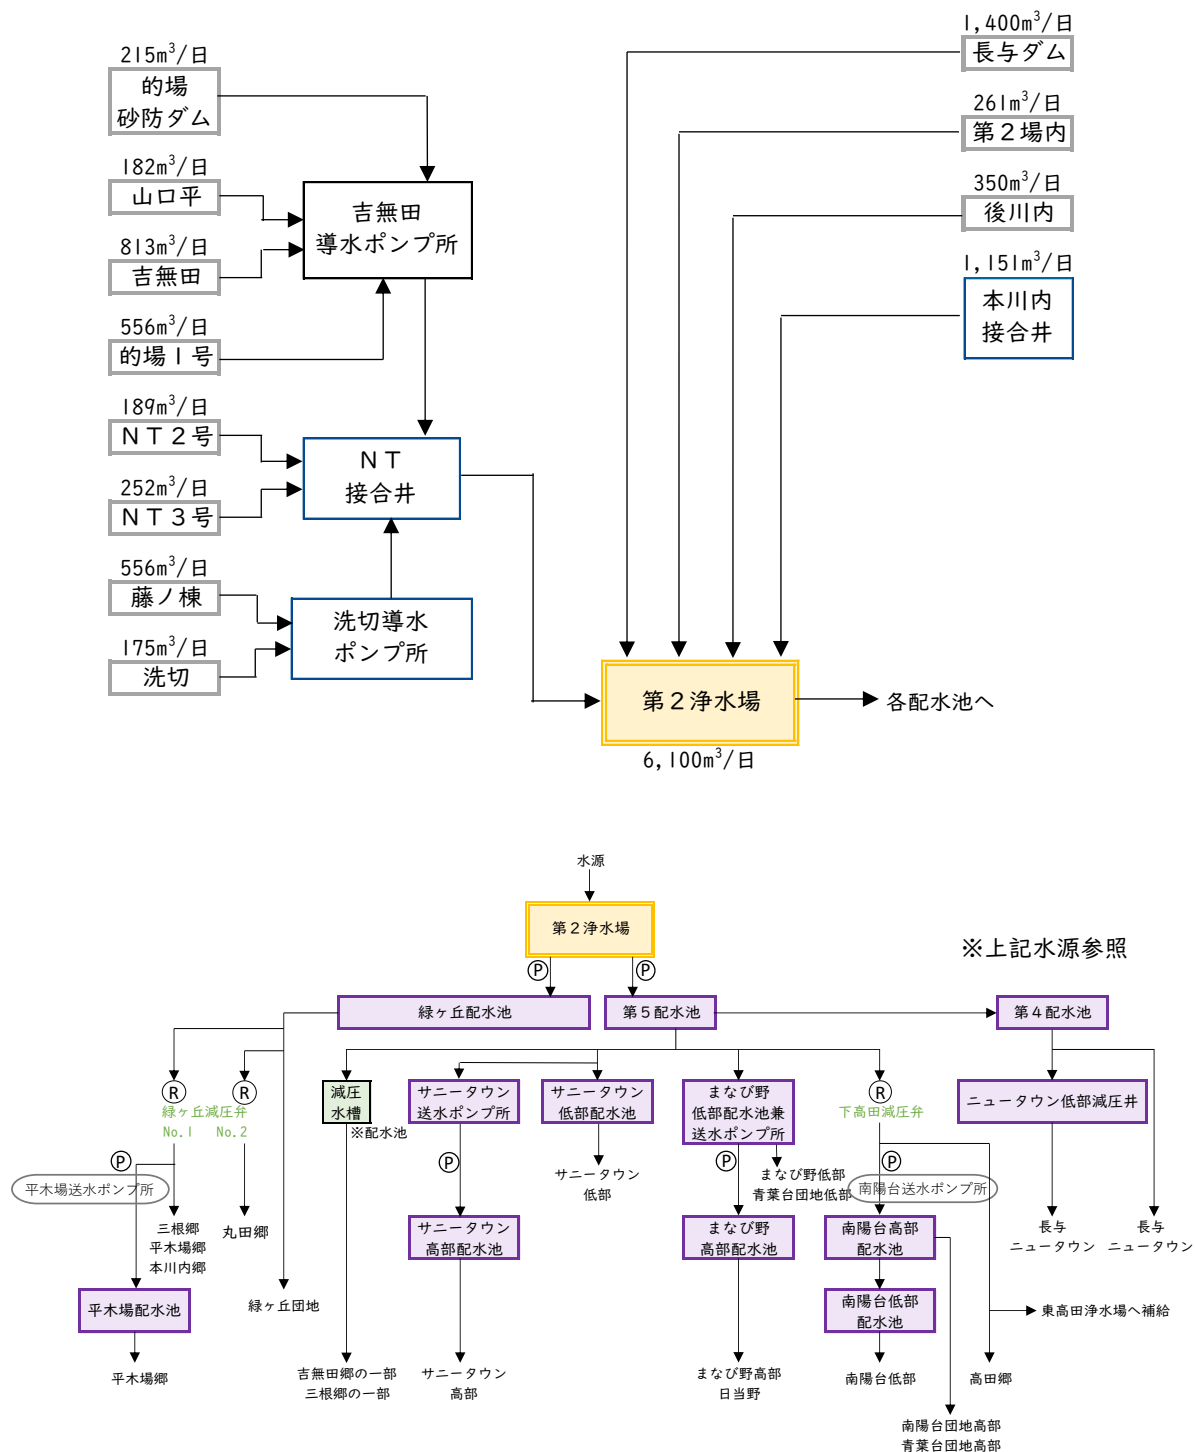 215m³/日
的場
砂防ダム
182m³/日
山口平
813m³/日
吉無田
556m³/日
的場1号
189m³/日
NT2号
252m³/日
NT3号
556m³/日
藤ノ棟
175m³/日
洗切
吉無田
導水ポンプ所
NT
接合井
洗切導水
ポンプ所
1,400m³/日
長与ダム
261m³/日
第2場内
350m³/日
後川内
1,151m³/日
本川内
接合井
第2浄水場
6,100m³/日
各配水池へ
水源
第2浄水場
※上記水源参照
P
P
緑ヶ丘配水池
第5配水池
第4配水池
R
R
緑ヶ丘減圧弁
No.1
No.2
P
平木場送水ポンプ所
三根郷
平木場郷
本川内郷
丸田郷
緑ヶ丘団地
平木場配水池
平木場郷
減圧
水槽
※配水池
吉無田郷の一部
三根郷の一部
サニータウン
送水ポンプ所
P
サニータウン
高部配水池
サニータウン
高部
サニータウン
低部配水池
サニータウン
低部
まなび野
低部配水池兼
送水ポンプ所
P
まなび野低部
青葉台団地低部
まなび野
高部配水池
まなび野高部
日当野
R
下高田減圧弁
P
南陽台送水ポンプ所
南陽台高部
配水池
南陽台低部
配水池
南陽台低部
南陽台団地高部
青葉台団地高部
高田郷
東高田浄水場へ補給
ニュータウン低部減圧井
長与
ニュータウン
長与
ニュータウン